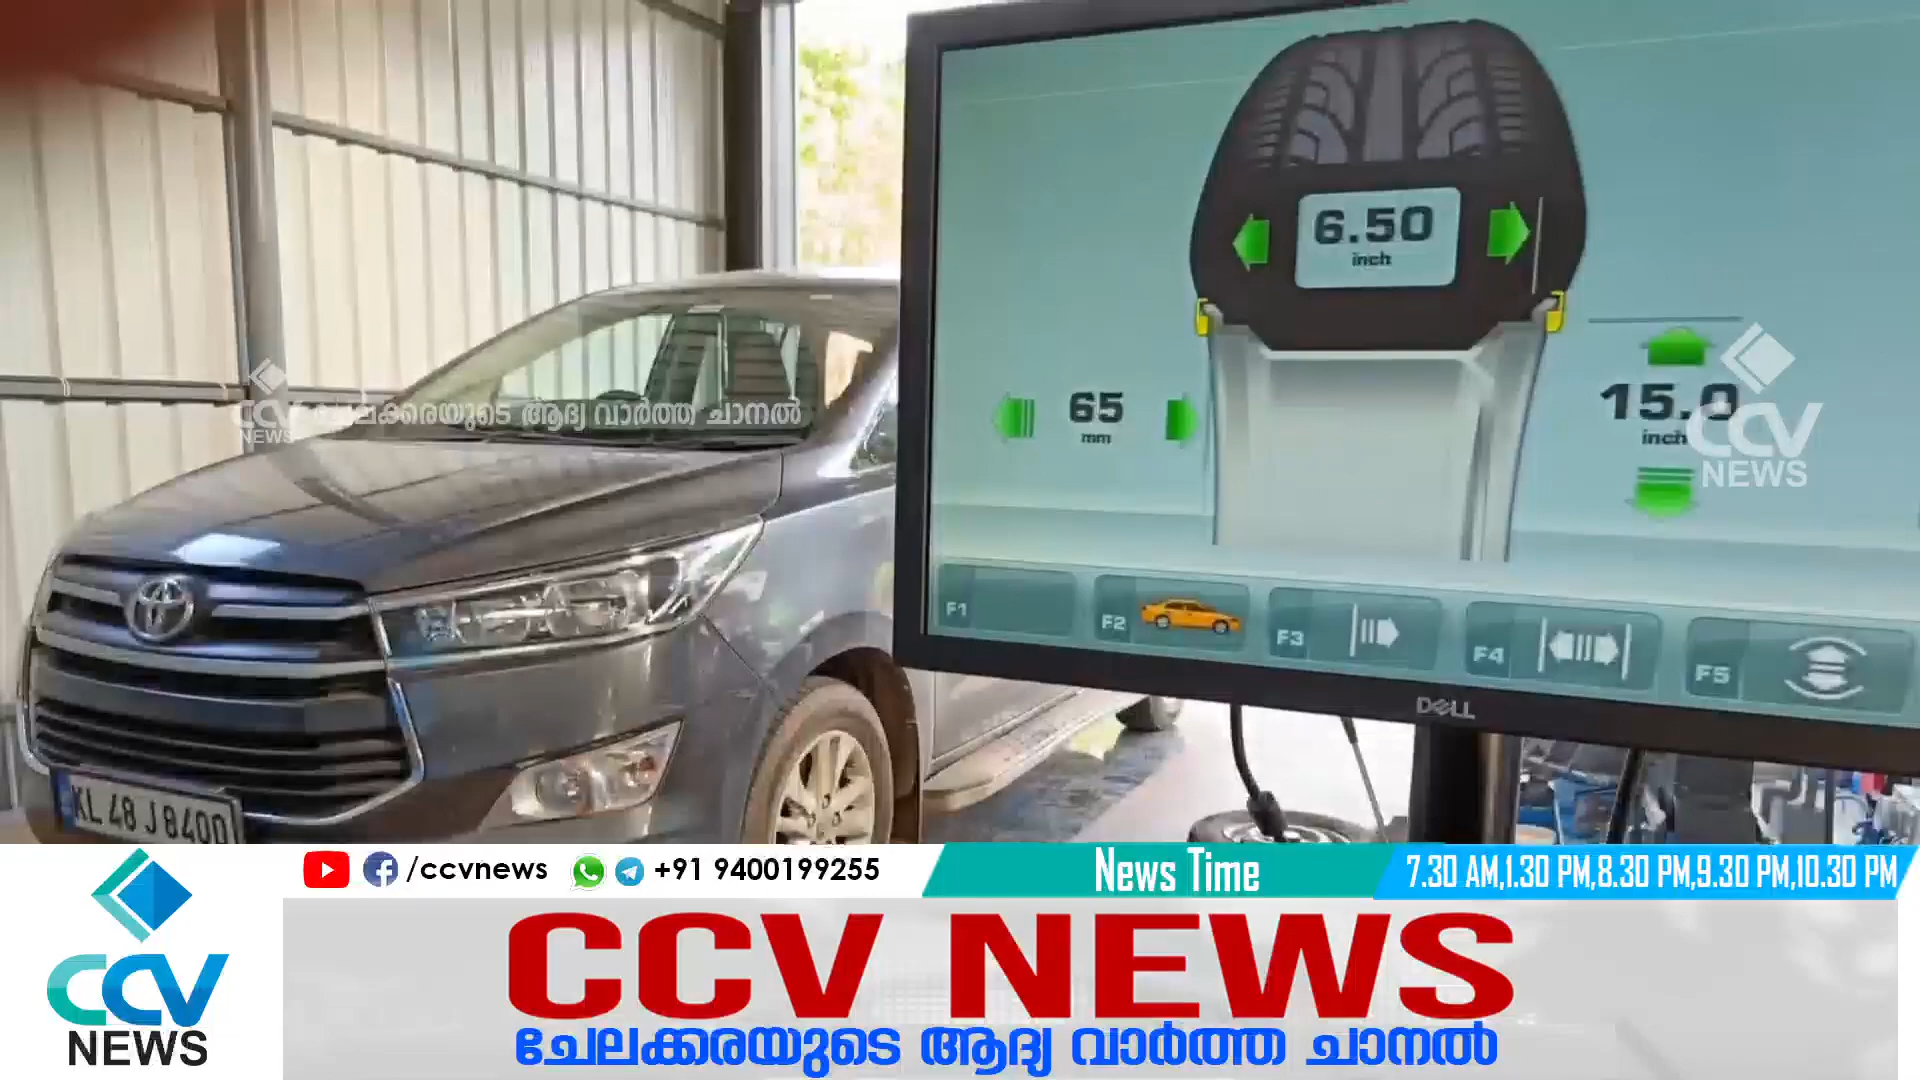 6.50
inch
65
mm
15.0
inch
CCV
NEWS
ചേലക്കരയുടെ ആദ്യ വാർത്ത ചാനൽ
CCV
NEWS
F1
F2
F3
F4
F5
DELL
KL 48 J 8400
/ccvnews
+91 9400199255
News Time
7.30 AM,1.30 PM,8.30 PM,9.30 PM,10.30 PM
CCV
NEWS
CCV NEWS
ചേലക്കരയുടെ ആദ്യ വാർത്ത ചാനൽ